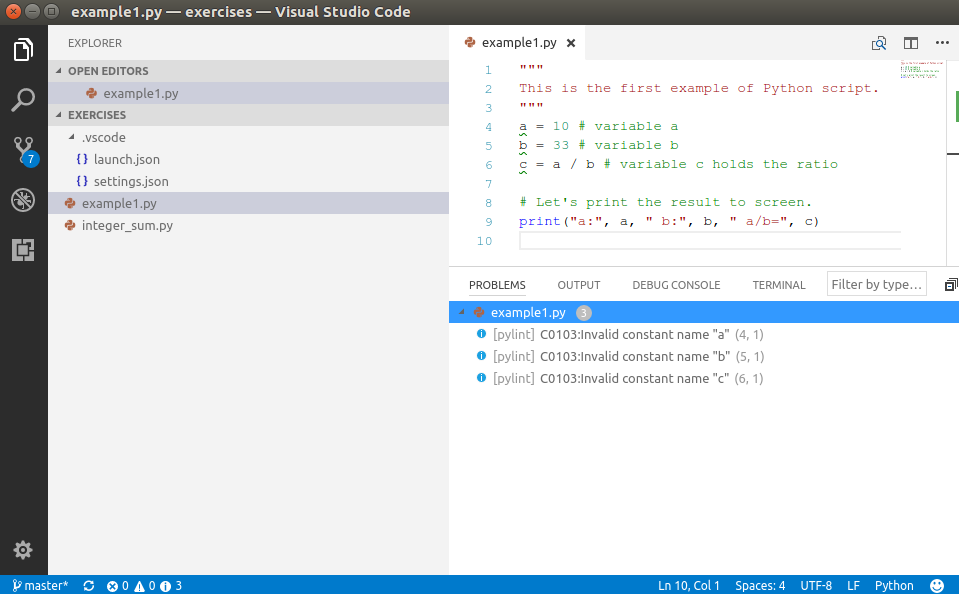 example1.py — exercises — Visual Studio Code
EXPLORER
OPEN EDITORS
example1.py
EXERCISES
.vscode
{} launch.json
{} settings.json
example1.py
integer_sum.py
7
example1.py
1 """
2 This is the first example of Python script.
3 """
4 a = 10 # variable a
5 b = 33 # variable b
6 c = a / b # variable c holds the ratio
7
8 # Let's print the result to screen.
9 print("a:", a, " b:", b, " a/b=", c)
10
PROBLEMS OUTPUT DEBUG CONSOLE TERMINAL Filter by type...
example1.py 3
[pylint] C0103:Invalid constant name "a" (4, 1)
[pylint] C0103:Invalid constant name "b" (5, 1)
[pylint] C0103:Invalid constant name "c" (6, 1)
master* 0 0 3 Ln 10, Col 1 Spaces: 4 UTF-8 LF Python